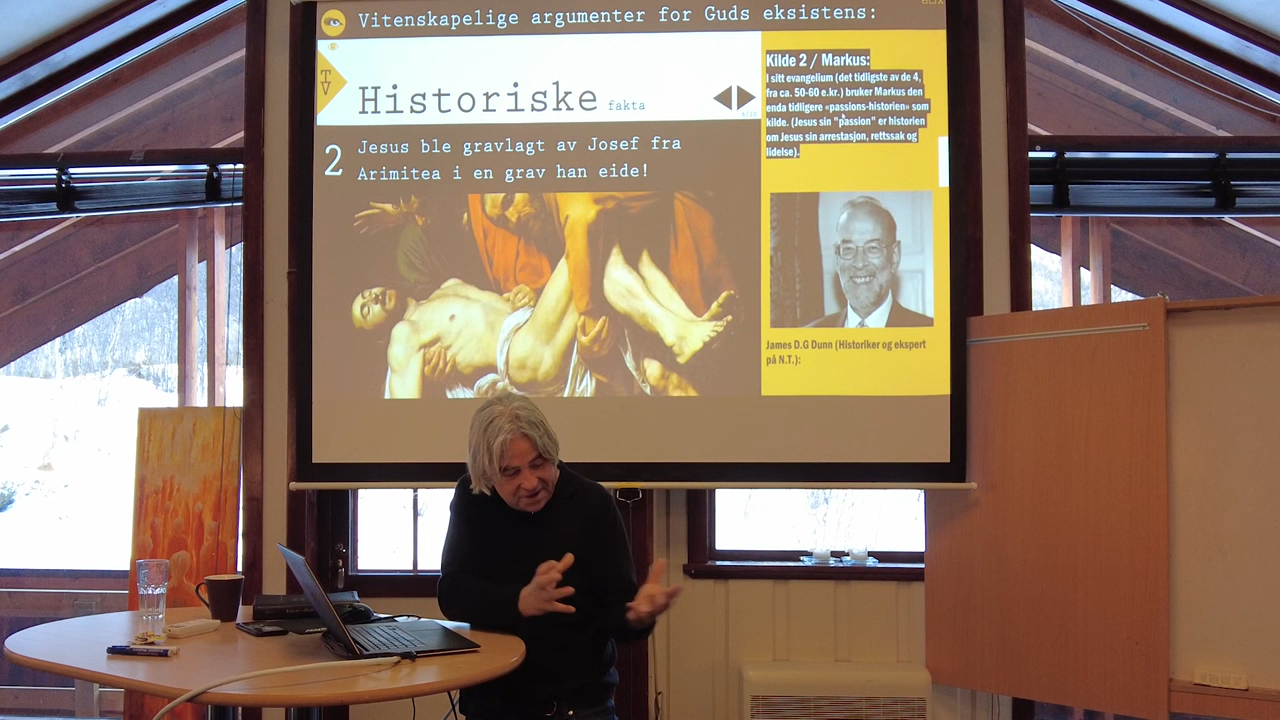 Vitenskapelige argumenter for Guds eksistens:
TV
Historiske fakta
2 Jesus ble gravlagt av Josef fra
Arimitea i en grav han eide!
Kilde 2 / Markus:
I sitt evangelium (det tidligste av de 4,
fra ca. 50-60 e.kr.) bruker Markus den
enda tidligere «passions-historien» som
kilde. (Jesus sin "passion" er historien
om Jesus sin arrestasjon, rettssak og
lidelse).
James D.G Dunn (Historiker og ekspert
på N.T.):